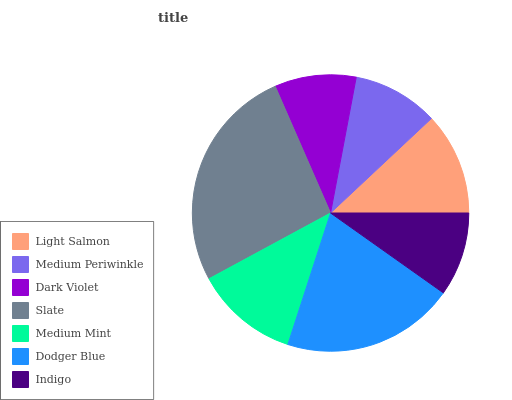 title
Light Salmon
Medium Periwinkle
Dark Violet
Slate
Medium Mint
Dodger Blue
Indigo